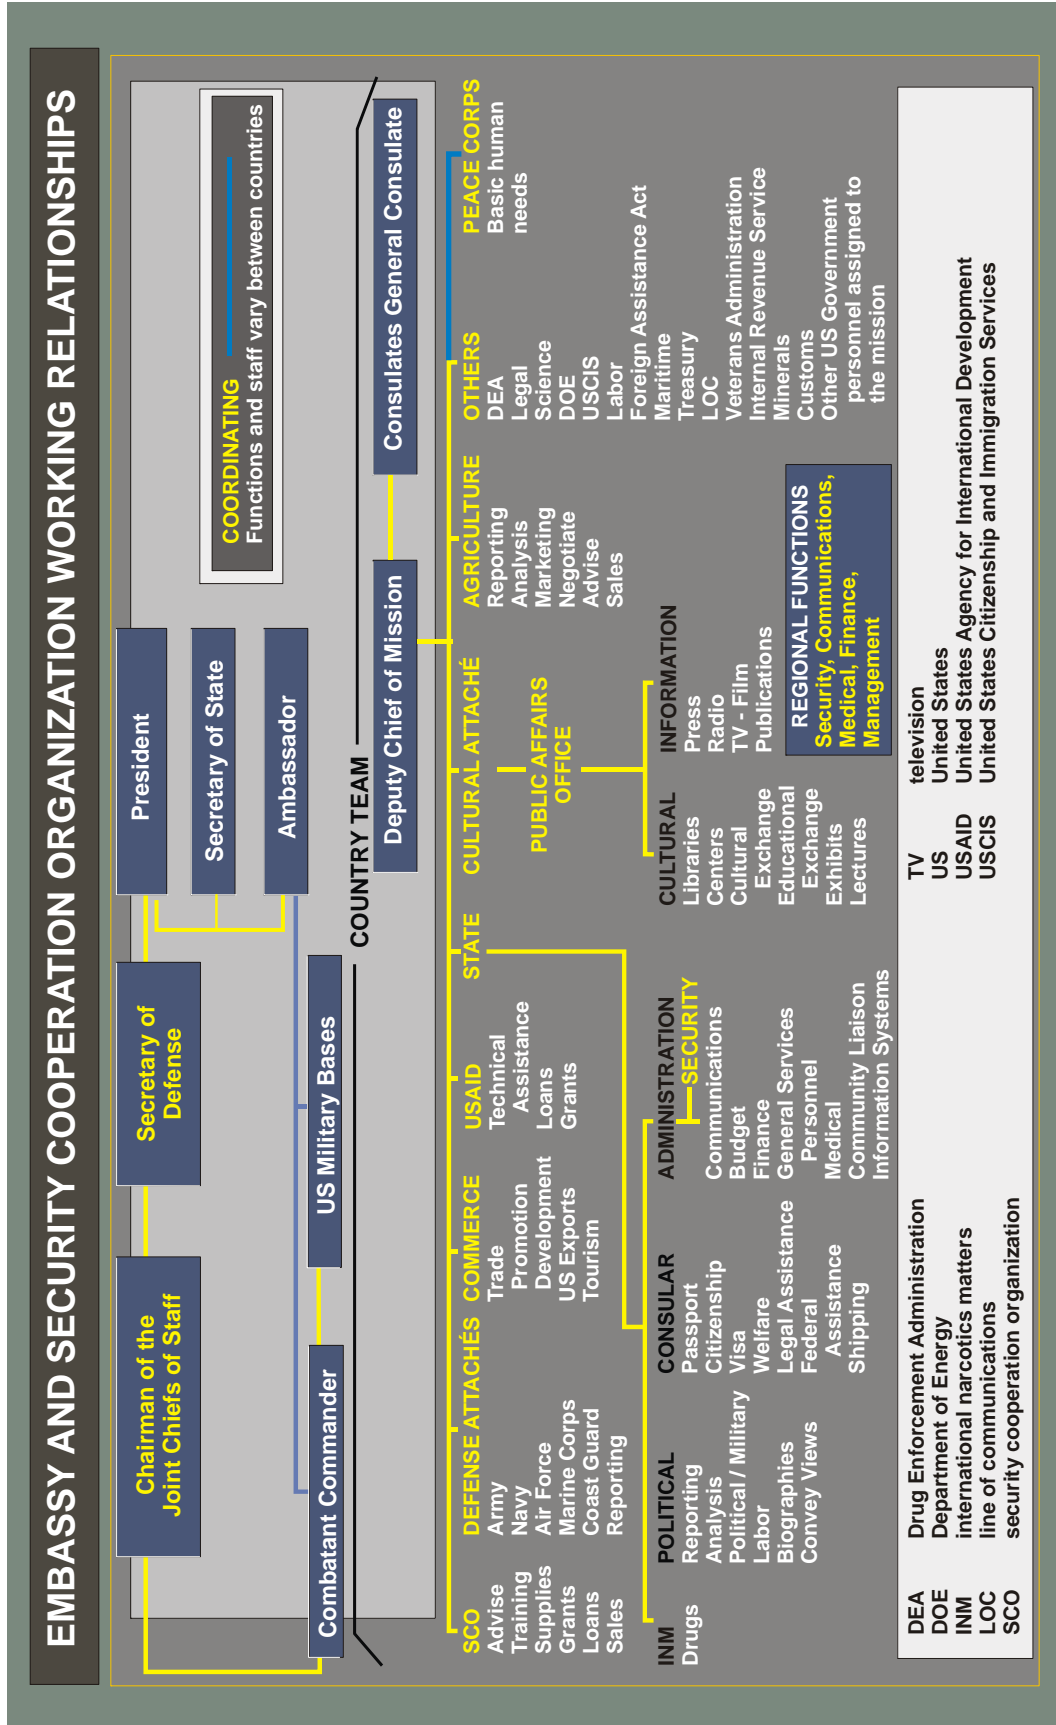 EMBASSY AND SECURITY COOPERATION ORGANIZATION WORKING RELATIONSHIPS
Chairman of the
Joint Chiefs of Staff
Secretary of
Defense
President
Secretary of State
Ambassador
COORDINATING
Functions and staff vary between countries
Combatant Commander
US Military Bases
COUNTRY TEAM
Deputy Chief of Mission
Consulates General Consulate
SCO
Advise
Training
Supplies
Grants
Loans
Sales
DEFENSE ATTACHÉS
Army
Navy
Air Force
Marine Corps
Coast Guard
Reporting
COMMERCE
Trade
Promotion
Development
US Exports
Tourism
USAID
Technical
Assistance
Loans
Grants
STATE
CULTURAL ATTACHÉ
PUBLIC AFFAIRS
OFFICE
AGRICULTURE
Reporting
Analysis
Marketing
Negotiate
Advise
Sales
OTHERS
DEA
Legal
Science
DOE
USCIS
Labor
Foreign Assistance Act
Maritime
Treasury
LOC
Veterans Administration
Internal Revenue Service
Minerals
Customs
Other US Government
personnel assigned to
the mission
PEACE CORPS
Basic human
needs
INM
Drugs
POLITICAL
Reporting
Analysis
Political / Military
Labor
Biographies
Convey Views
CONSULAR
Passport
Citizenship
Visa
Welfare
Legal Assistance
Federal
Assistance
Shipping
ADMINISTRATION
SECURITY
Communications
Budget
Finance
General Services
Personnel
Medical
Community Liaison
Information Systems
CULTURAL
Libraries
Centers
Cultural
Exchange
Educational
Exchange
Exhibits
Lectures
INFORMATION
Press
Radio
TV - Film
Publications
REGIONAL FUNCTIONS
Security, Communications,
Medical, Finance,
Management
DEA Drug Enforcement Administration
DOE Department of Energy
INM international narcotics matters
LOC line of communications
SCO security cooperation organization
TV television
US United States
USAID United States Agency for International Development
USCIS United States Citizenship and Immigration Services